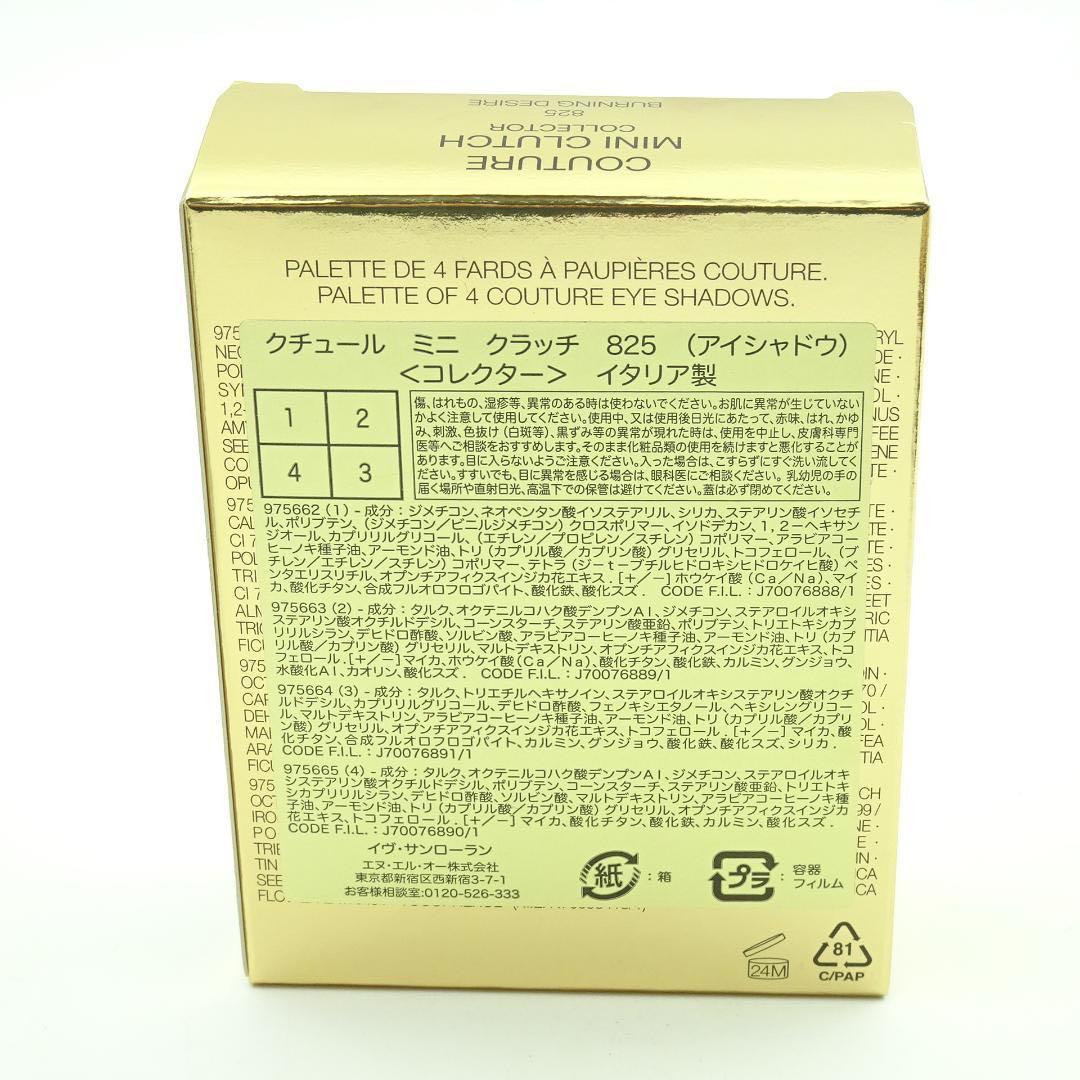 COUTURE
MINI CLUTCH
COLLECTOR
825
BURNING DESIRE
PALETTE DE 4 FARDS À PAUPIÈRES COUTURE.
PALETTE OF 4 COUTURE EYE SHADOWS.
クチュール ミニ クラッチ 825 （アイシャドウ）
＜コレクター＞ イタリア製
1 2
4 3
傷、はれもの、湿疹等、異常のある時は使わないでください。お肌に異常が生じていない
かよく注意して使用してください。使用中、又は使用後日光にあたって、赤味、はれ、かゆ
み、刺激、色抜け（白斑等）、黒ずみ等の異常が現れた時は、使用を中止し、皮膚科専門
医等へご相談をおすすめします。そのまま化粧品類の使用を続けますと悪化することが
あります。目に入らないようご注意ください。入った場合は、こすらずにすぐ洗い流してく
ださい。すすいでも、目に異常を感じる場合は、眼科医にご相談ください。乳幼児の手の
届く場所や直射日光、高温下での保管は避けてください。蓋は必ず閉めてください。
975662 (1) - 成分：ジメチコン、ネオペンタン酸イソステアリル、シリカ、ステアリン酸イソセチ
ル、ポリブテン、（ジメチコン／ビニルジメチコン）クロスポリマー、イソドデカン、1，2－ヘキサン
ジオール、カプリリルグリコール、（エチレン／プロピレン／スチレン）コポリマー、アラビアコー
ヒーノキ種子油、アーモンド油、トリ（カプリル酸／カプリン酸）グリセリル、トコフェロール、（ブ
チレン／エチレン／スチレン）コポリマー、テトラ（ジ－t－ブチルヒドロキシヒドロケイヒ酸）ペ
ンタエリスリチル、オプンチアフィクスインジカ花エキス．［＋／－］ホウケイ酸（Ca／Na）、マイ
カ、酸化チタン、合成フルオロフロゴパイト、酸化鉄、酸化スズ． CODE F.I.L. : J70076888/1
975663 (2) - 成分：タルク、オクテニルコハク酸デンプンAl、ジメチコン、ステアロイルオキシ
ステアリン酸オクチルドデシル、コーンスターチ、ステアリン酸亜鉛、ポリブテン、トリエトキシカプ
リリルシラン、デヒドロ酢酸、ソルビン酸、アラビアコーヒーノキ種子油、アーモンド油、トリ（カプ
リル酸／カプリン酸）グリセリル、マルトデキストリン、オプンチアフィクスインジカ花エキス、トコ
フェロール．［＋／－］マイカ、ホウケイ酸（Ca／Na）、酸化チタン、酸化鉄、カルミン、グンジョウ、
水酸化Al、カオリン、酸化スズ． CODE F.I.L. : J70076889/1
975664 (3) - 成分：タルク、トリエチルヘキサノイン、ステアロイルオキシステアリン酸オクチ
ルドデシル、カプリリルグリコール、デヒドロ酢酸、フェノキシエタノール、ヘキシレングリコー
ル、マルトデキストリン、アラビアコーヒーノキ種子油、アーモンド油、トリ（カプリル酸／カプリ
ン酸）グリセリル、オプンチアフィクスインジカ花エキス、トコフェロール．［＋／－］マイカ、酸
化チタン、合成フルオロフロゴパイト、カルミン、グンジョウ、酸化鉄、酸化スズ、シリカ．
CODE F.I.L. : J70076891/1
975665 (4) - 成分：タルク、オクテニルコハク酸デンプンAl、ジメチコン、ステアロイルオキ
システアリン酸オクチルドデシル、ポリブテン、コーンスターチ、ステアリン酸亜鉛、トリエトキ
シカプリリルシラン、デヒドロ酢酸、ソルビン酸、マルトデキストリン、アラビアコーヒーノキ種
子油、アーモンド油、トリ（カプリル酸／カプリン酸）グリセリル、オプンチアフィクスインジカ
花エキス、トコフェロール．［＋／－］マイカ、酸化チタン、酸化鉄、カルミン、酸化スズ．
CODE F.I.L. : J70076890/1
イヴ・サンローラン
エヌ・エル・オー株式会社
東京都新宿区西新宿3-7-1
お客様相談室:0120-526-333
紙 : 箱
プラ : 容器
フィルム
24M
81
C/PAP